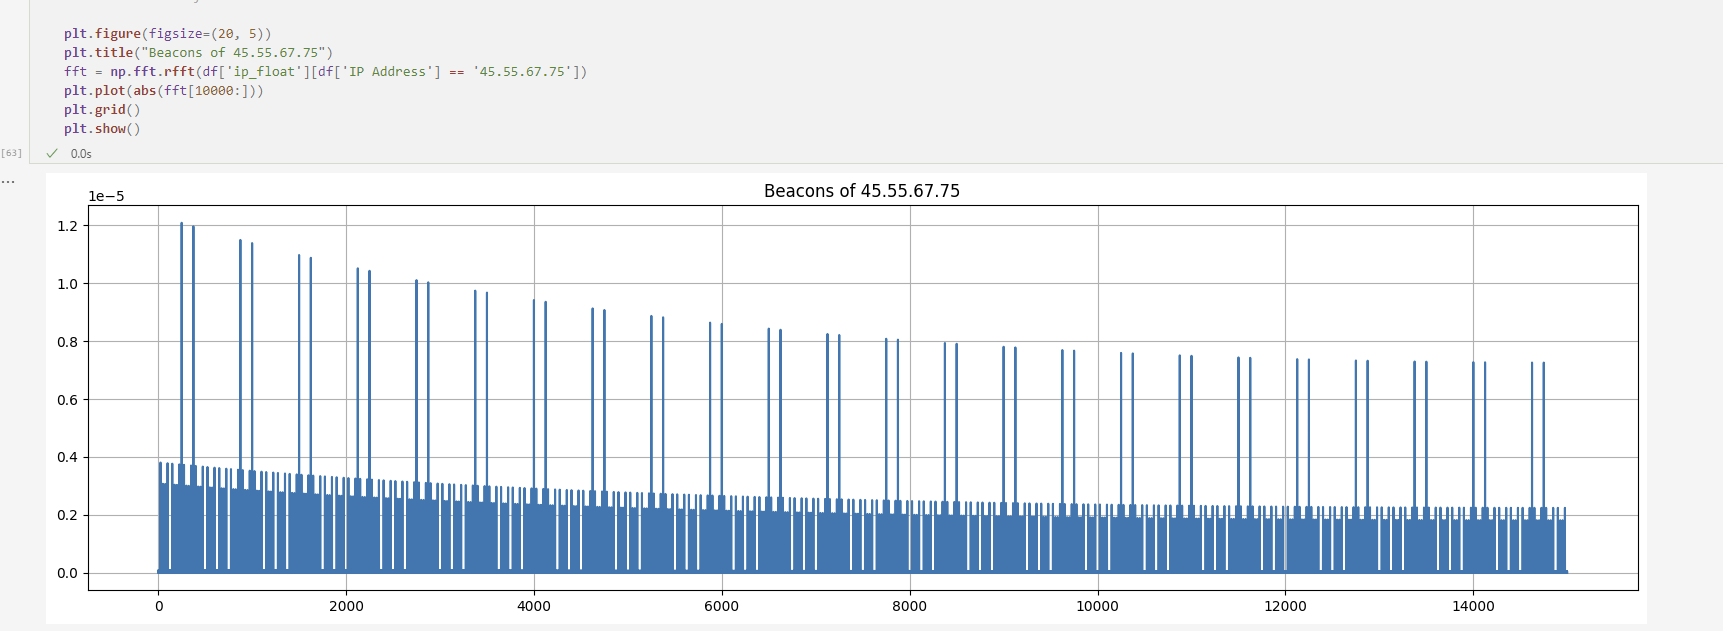 plt.figure(figsize=(20, 5))
plt.title("Beacons of 45.55.67.75")
fft = np.fft.rfft(df['ip_float'][df['IP Address'] == '45.55.67.75'])
plt.plot(abs(fft[10000:]))
plt.grid()
plt.show()
[63]
0.0s
...
Beacons of 45.55.67.75
1e−5
1.2
1.0
0.8
0.6
0.4
0.2
0.0
0 2000 4000 6000 8000 10000 12000 14000